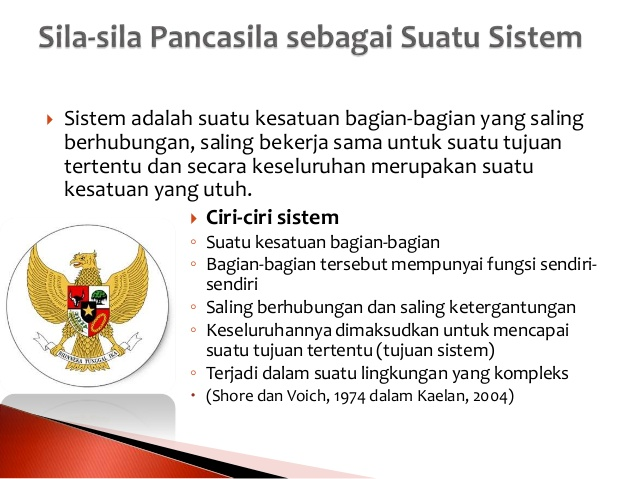 Sila-sila Pancasila sebagai Suatu Sistem
Sistem adalah suatu kesatuan bagian-bagian yang saling
berhubungan, saling bekerja sama untuk suatu tujuan
tertentu dan secara keseluruhan merupakan suatu
kesatuan yang utuh.
Ciri-ciri sistem
Suatu kesatuan bagian-bagian
Bagian-bagian tersebut mempunyai fungsi sendiri-
sendiri
Saling berhubungan dan saling ketergantungan
Keseluruhannya dimaksudkan untuk mencapai
suatu tujuan tertentu (tujuan sistem)
Terjadi dalam suatu lingkungan yang kompleks
(Shore dan Voich, 1974 dalam Kaelan, 2004)
BHINNEKA TUNGGAL IKA